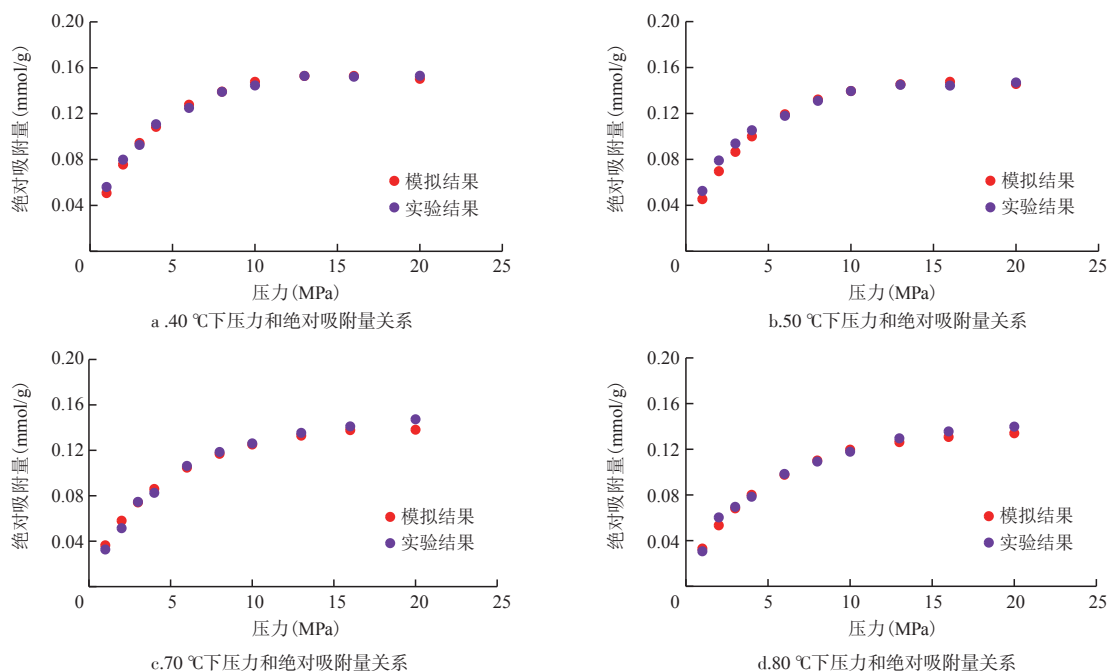 0.20
0.16
0.12
0.08
0.04
0
5
10
15
20
25
绝对吸附量(mmol/g)
模拟结果
实验结果
压力(MPa)
a .40 ℃下压力和绝对吸附量关系
0.20
0.16
0.12
0.08
0.04
0
5
10
15
20
25
绝对吸附量(mmol/g)
模拟结果
实验结果
压力(MPa)
b.50 ℃下压力和绝对吸附量关系
0.20
0.16
0.12
0.08
0.04
0
5
10
15
20
25
绝对吸附量(mmol/g)
模拟结果
实验结果
压力(MPa)
c.70 ℃下压力和绝对吸附量关系
0.20
0.16
0.12
0.08
0.04
0
5
10
15
20
25
绝对吸附量(mmol/g)
模拟结果
实验结果
压力(MPa)
d.80 ℃下压力和绝对吸附量关系